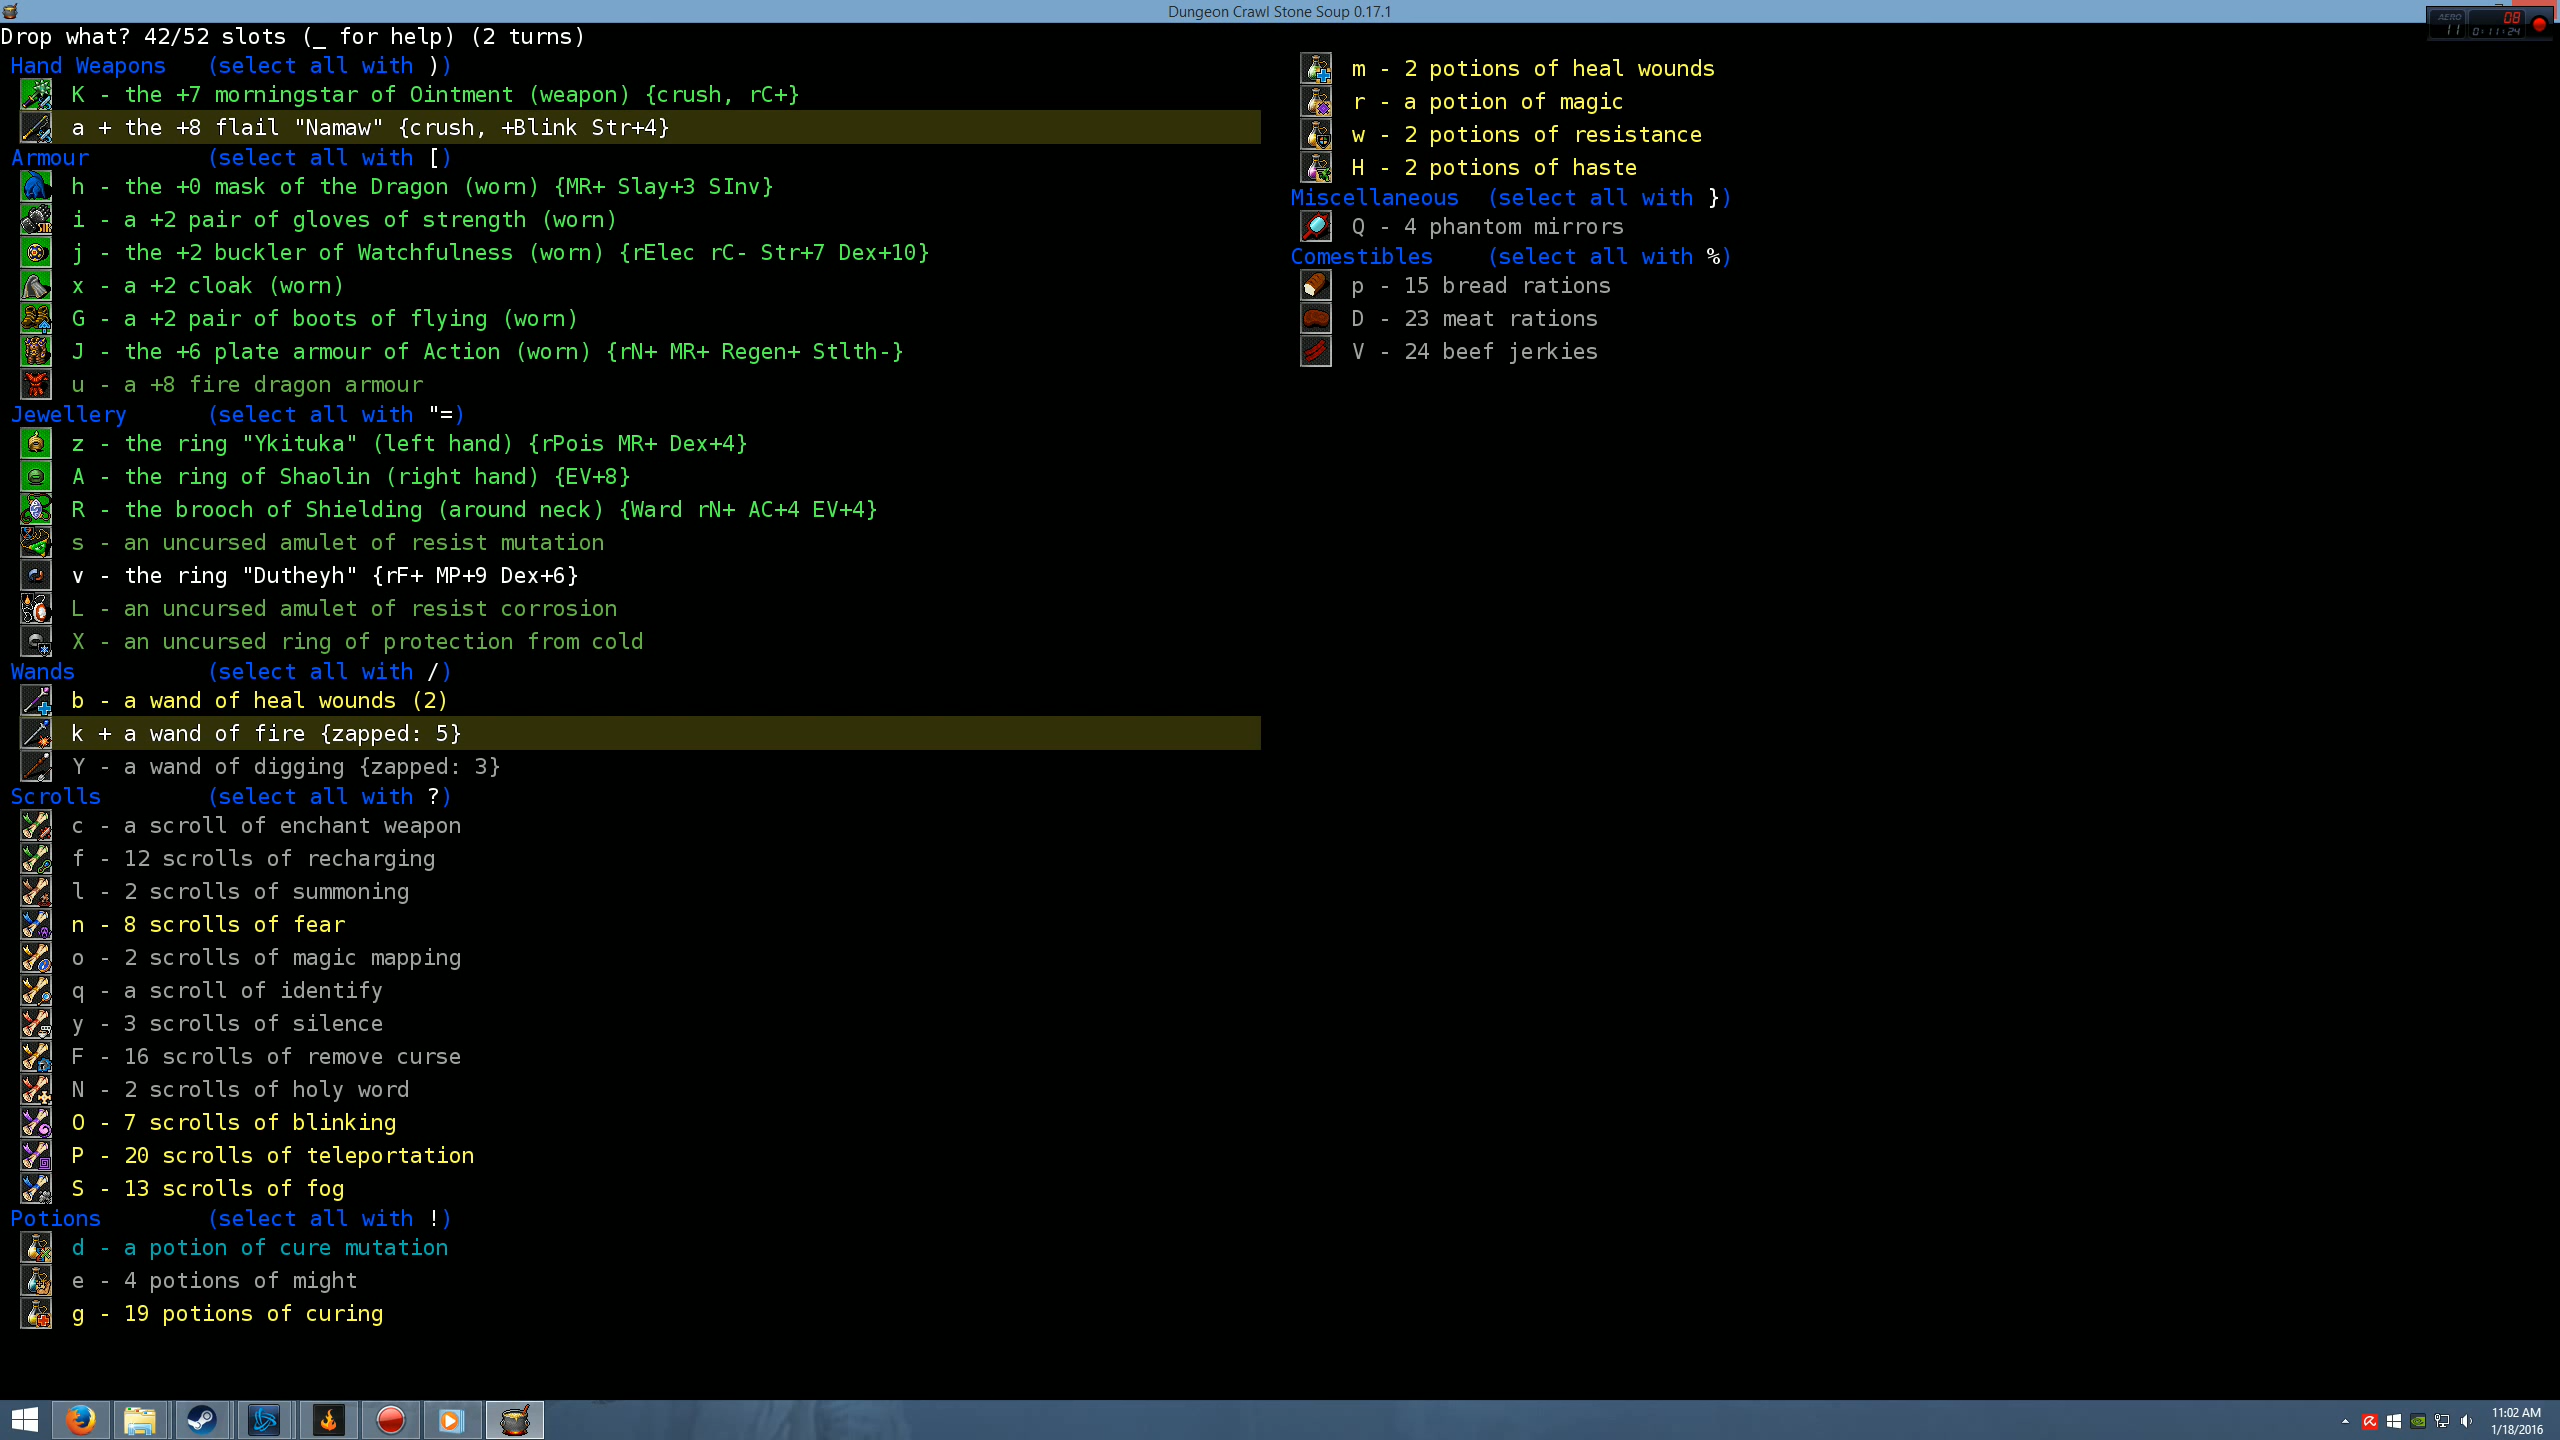 Dungeon Crawl Stone Soup 0.17.1
AERO
11
08
0:11:24
Drop what? 42/52 slots (_ for help) (2 turns)
Hand Weapons (select all with ))
K - the +7 morningstar of Ointment (weapon) {crush, rC+}
a + the +8 flail "Namaw" {crush, +Blink Str+4}
Armour (select all with [)
h - the +0 mask of the Dragon (worn) {MR+ Slay+3 SInv}
i - a +2 pair of gloves of strength (worn)
j - the +2 buckler of Watchfulness (worn) {rElec rC- Str+7 Dex+10}
x - a +2 cloak (worn)
G - a +2 pair of boots of flying (worn)
J - the +6 plate armour of Action (worn) {rN+ MR+ Regen+ Stlth-}
u - a +8 fire dragon armour
Jewellery (select all with "=)
z - the ring "Ykituka" (left hand) {rPois MR+ Dex+4}
A - the ring of Shaolin (right hand) {EV+8}
R - the brooch of Shielding (around neck) {Ward rN+ AC+4 EV+4}
s - an uncursed amulet of resist mutation
v - the ring "Dutheyh" {rF+ MP+9 Dex+6}
L - an uncursed amulet of resist corrosion
X - an uncursed ring of protection from cold
Wands (select all with /)
b - a wand of heal wounds (2)
k + a wand of fire {zapped: 5}
Y - a wand of digging {zapped: 3}
Scrolls (select all with ?)
c - a scroll of enchant weapon
f - 12 scrolls of recharging
l - 2 scrolls of summoning
n - 8 scrolls of fear
o - 2 scrolls of magic mapping
q - a scroll of identify
y - 3 scrolls of silence
F - 16 scrolls of remove curse
N - 2 scrolls of holy word
O - 7 scrolls of blinking
P - 20 scrolls of teleportation
S - 13 scrolls of fog
Potions (select all with !)
d - a potion of cure mutation
e - 4 potions of might
g - 19 potions of curing
m - 2 potions of heal wounds
r - a potion of magic
w - 2 potions of resistance
H - 2 potions of haste
Miscellaneous (select all with })
Q - 4 phantom mirrors
Comestibles (select all with %)
p - 15 bread rations
D - 23 meat rations
V - 24 beef jerkies
11:02 AM
1/18/2016